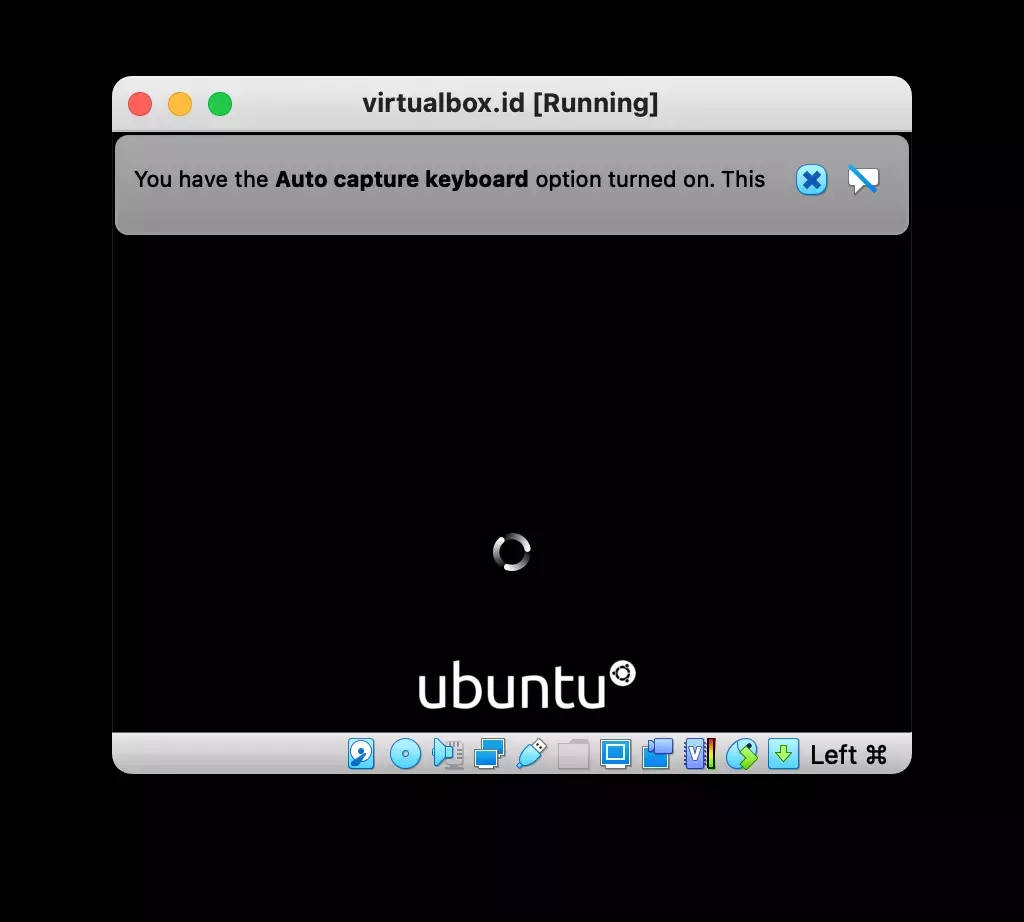 virtualbox.id [Running]
You have the Auto capture keyboard option turned on. This
ubuntu
V
Left ⌘